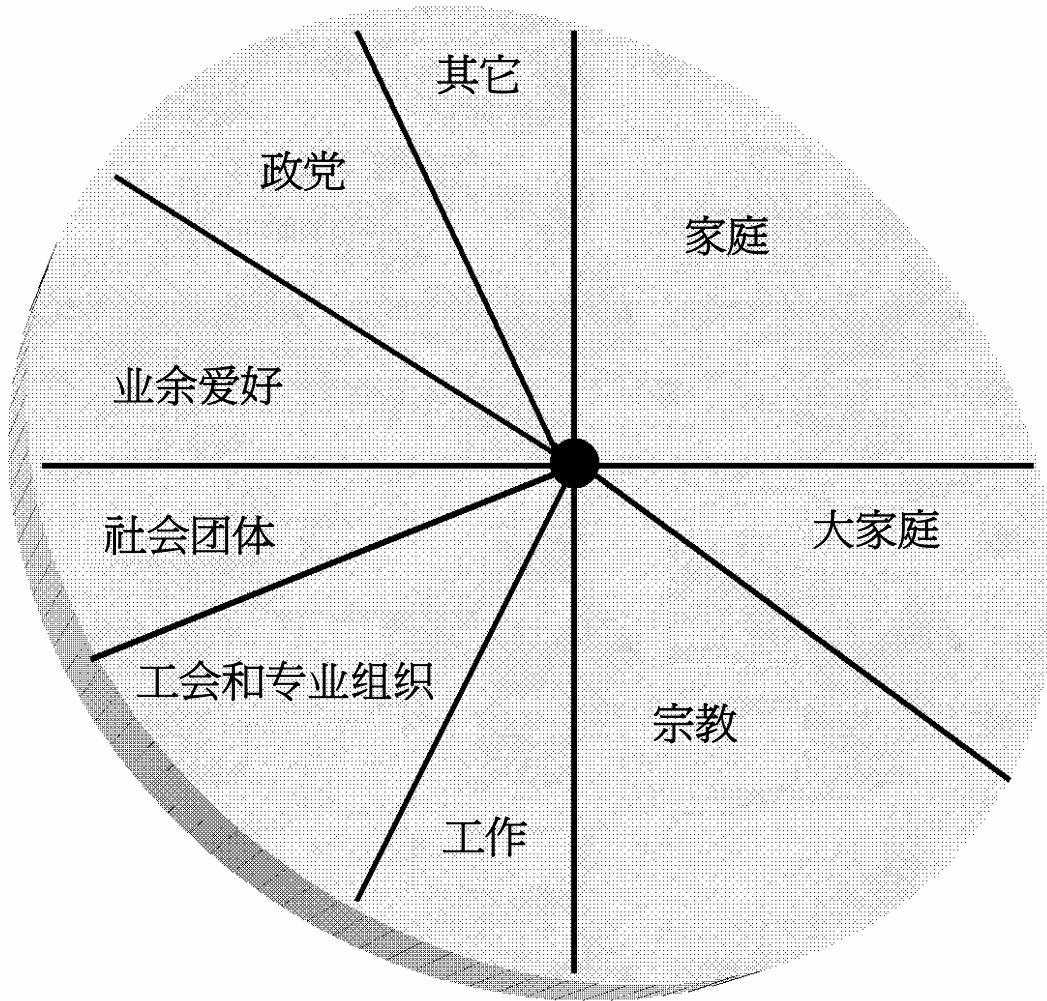 其它
政党
家庭
业余爱好
社会团体
大家庭
工会和专业组织
宗教
工作